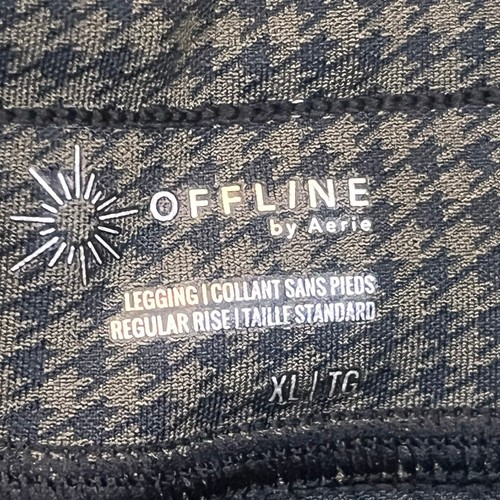 OFFLINE
by Aerie
LEGGING | COLLANT SANS PIEDS
REGULAR RISE | TAILLE STANDARD
XL / TG